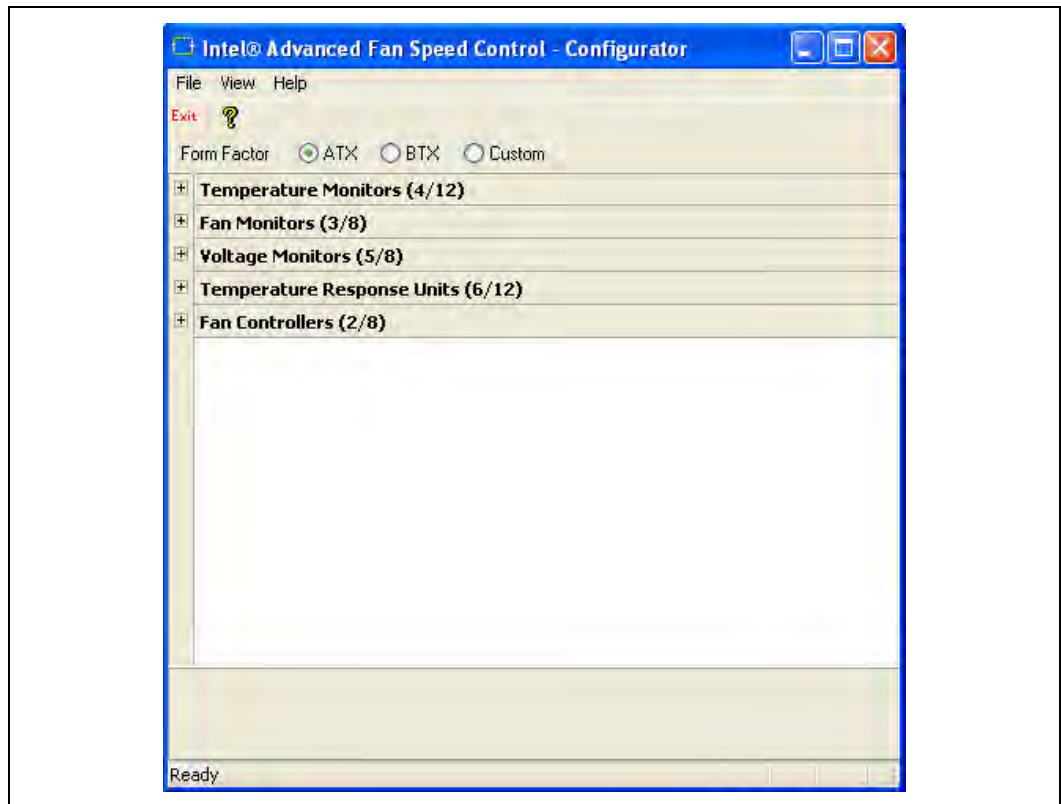 Intel® Advanced Fan Speed Control - Configurator
File View Help
Exit ?
Form Factor ATX BTX Custom
Temperature Monitors (4/12)
Fan Monitors (3/8)
Voltage Monitors (5/8)
Temperature Response Units (6/12)
Fan Controllers (2/8)
Ready